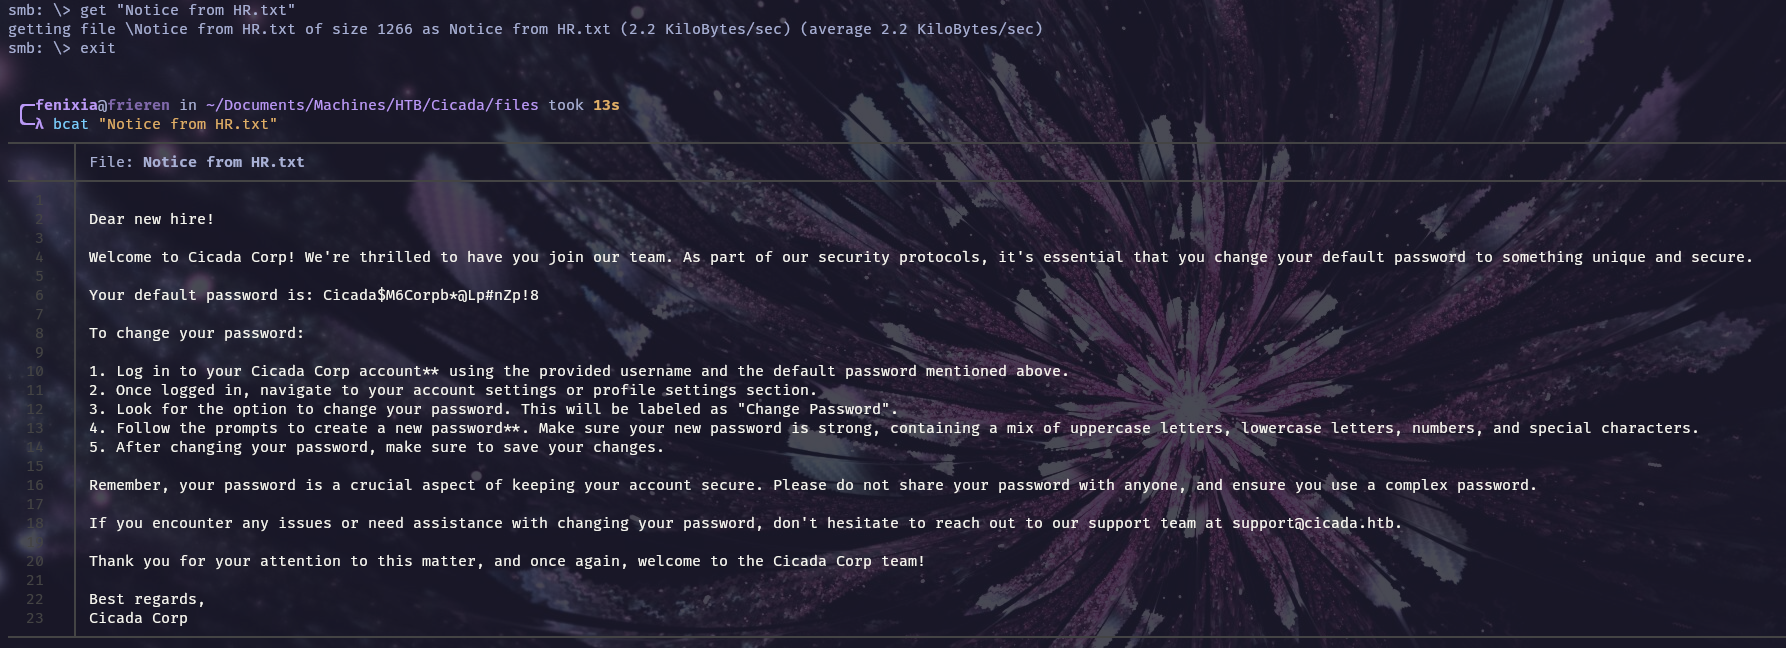 smb: \> get "Notice from HR.txt"
getting file \Notice from HR.txt of size 1266 as Notice from HR.txt (2.2 KiloBytes/sec) (average 2.2 KiloBytes/sec)
smb: \> exit
fenixia@frieren in ~/Documents/Machines/HTB/Cicada/files took 13s
λ bcat "Notice from HR.txt"
File: Notice from HR.txt
1
2 Dear new hire!
3
4 Welcome to Cicada Corp! We're thrilled to have you join our team. As part of our security protocols, it's essential that you change your default password to something unique and secure.
5
6 Your default password is: Cicada$M6Corpb*@Lp#nZp!8
7
8 To change your password:
9
10 1. Log in to your Cicada Corp account** using the provided username and the default password mentioned above.
11 2. Once logged in, navigate to your account settings or profile settings section.
12 3. Look for the option to change your password. This will be labeled as "Change Password".
13 4. Follow the prompts to create a new password**. Make sure your new password is strong, containing a mix of uppercase letters, lowercase letters, numbers, and special characters.
14 5. After changing your password, make sure to save your changes.
15
16 Remember, your password is a crucial aspect of keeping your account secure. Please do not share your password with anyone, and ensure you use a complex password.
17
18 If you encounter any issues or need assistance with changing your password, don't hesitate to reach out to our support team at support@cicada.htb.
19
20 Thank you for your attention to this matter, and once again, welcome to the Cicada Corp team!
21
22 Best regards,
23 Cicada Corp